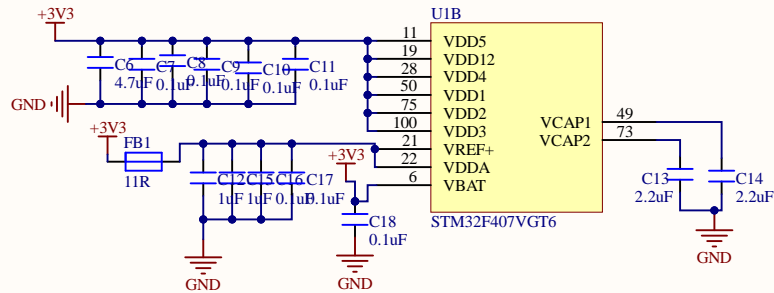 +3V3
U1B
11 VDD5
19 VDD12
28 VDD4
50 VDD1
75 VDD2
100 VDD3
21 VREF+
22 VDDA
6 VBAT
VCAP1 49
VCAP2 73
STM32F407VGT6
C6
4.7uF
C7
0.1uF
C8
0.1uF
C9
0.1uF
C10
0.1uF
C11
0.1uF
GND
+3V3
FB1
11R
C12
1uF
C15
1uF
C16
0.1uF
C17
0.1uF
GND
+3V3
C18
0.1uF
GND
C13
2.2uF
C14
2.2uF
GND